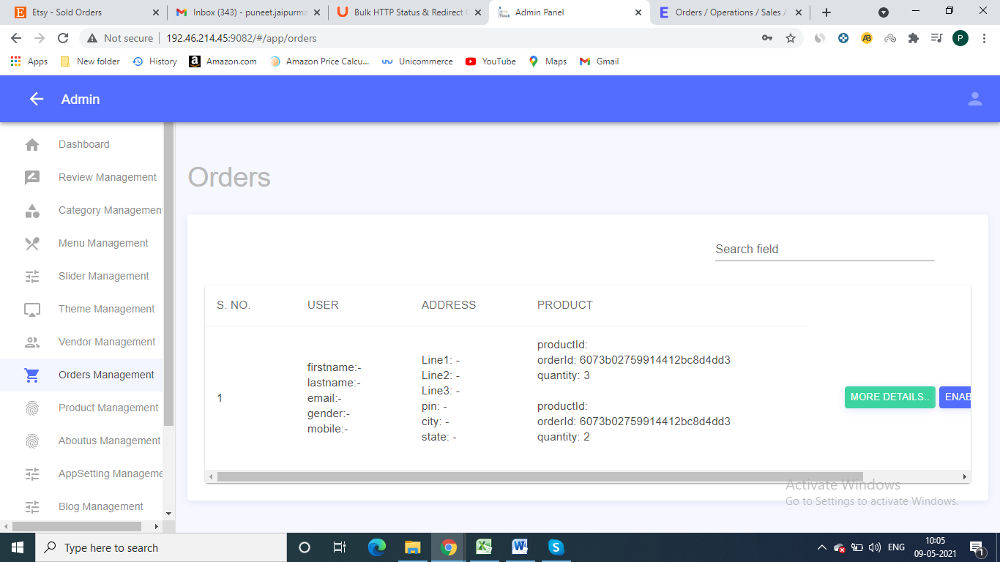 Etsy - Sold Orders
Inbox (343) - puneet.jaipurma
Bulk HTTP Status & Redirect C
Admin Panel
Orders / Operations / Sales /
Not secure
192.46.214.45:9082/#/app/orders
P
Apps
New folder
History
Amazon.com
Amazon Price Calcu...
Unicommerce
YouTube
Maps
Gmail
Admin
Dashboard
Review Management
Category Managemen
Menu Management
Slider Management
Theme Management
Vendor Management
Orders Management
Product Management
Aboutus Management
AppSetting Manageme
Blog Management
Orders
Search field
S. NO.
USER
ADDRESS
PRODUCT
1
firstname:-
lastname:-
email:-
gender:-
mobile:-
Line1: -
Line2: -
Line3: -
pin: -
city: -
state: -
productId:
orderId: 6073b02759914412bc8d4dd3
quantity: 3
productId:
orderId: 6073b02759914412bc8d4dd3
quantity: 2
MORE DETAILS..
ENAB
Activate Windows
Go to Settings to activate Windows.
Type here to search
ENG
10:05
09-05-2021
1